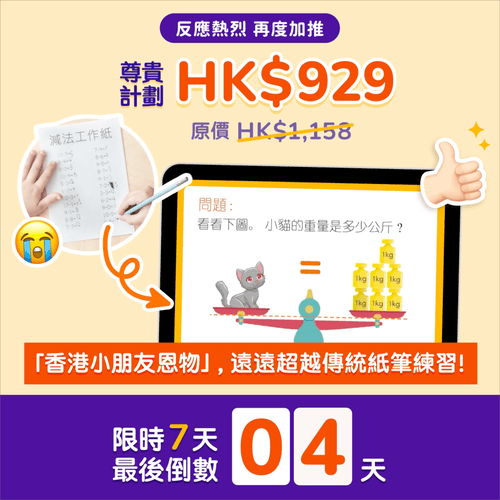 反應熱烈 再度加推
尊貴
計劃
HK$929
原價 HK$1,158
減法工作紙
問題：
看看下圖。 小貓的重量是多少公斤？
=
1kg
1kg 1kg
1kg 1kg
1kg 1kg 1kg
「香港小朋友恩物」, 遠遠超越傳統紙筆練習!
限時7天
最後倒數
04天